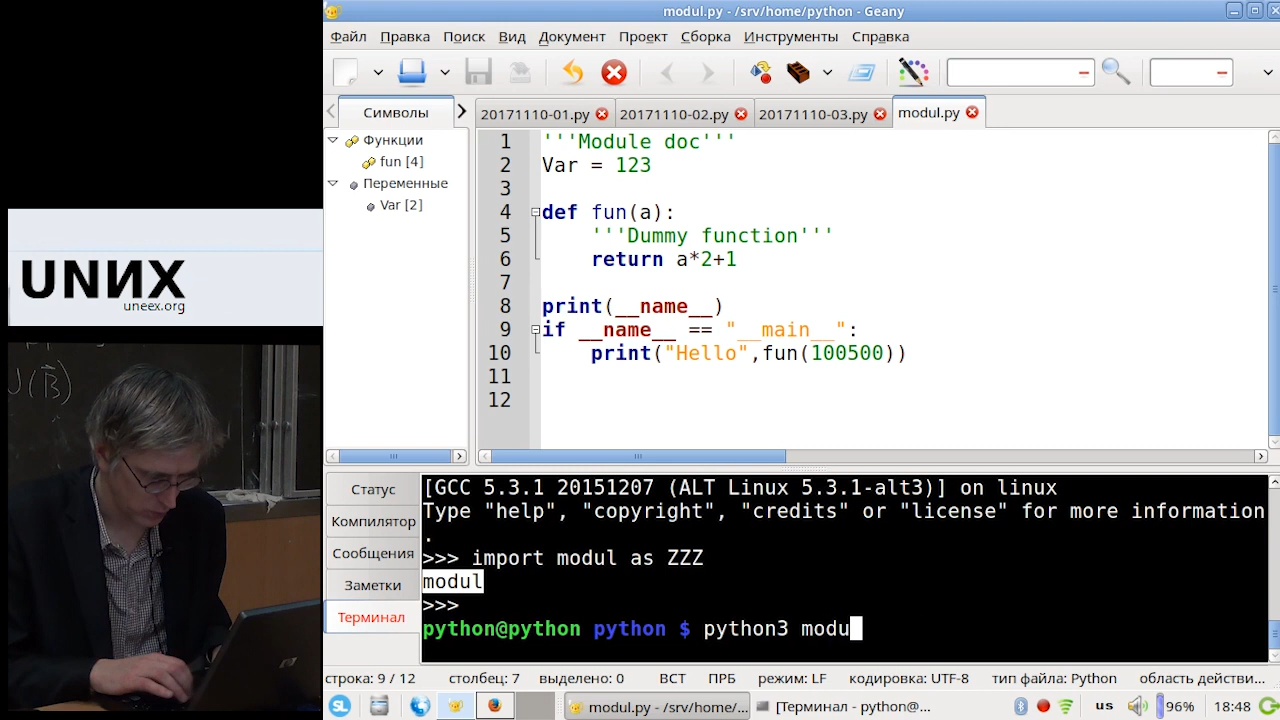 modul.py - /srv/home/python - Geany
Файл Правка Поиск Вид Документ Проект Сборка Инструменты Справка
Символы
20171110-01.py 20171110-02.py 20171110-03.py modul.py
Функции
fun [4]
Переменные
Var [2]
1 '''Module doc'''
2 Var = 123
3
4 def fun(a):
5 '''Dummy function'''
6 return a*2+1
7
8 print(__name__)
9 if __name__ == "__main__":
10 print("Hello",fun(100500))
11
12
UNИX
uneex.org
Статус
Компилятор
Сообщения
Заметки
Терминал
[GCC 5.3.1 20151207 (ALT Linux 5.3.1-alt3)] on linux
Type "help", "copyright", "credits" or "license" for more information
.
>>> import modul as ZZZ
modul
>>>
python@python python $ python3 modu
строка: 9 / 12 столбец: 7 выделено: 0 ВСТ ПРБ режим: LF кодировка: UTF-8 тип файла: Python область действи...
SL modul.py - /srv/home/... [Терминал - python@... us 96% 18:48